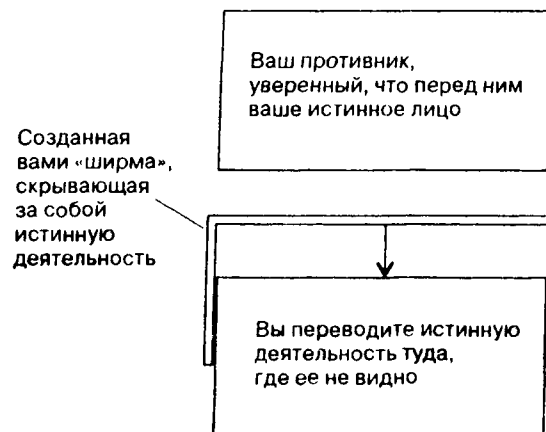 Ваш противник,
уверенный, что перед ним
ваше истинное лицо
Созданная
вами «ширма»,
скрывающая
за собой
истинную
деятельность
Вы переводите истинную
деятельность туда,
где ее не видно